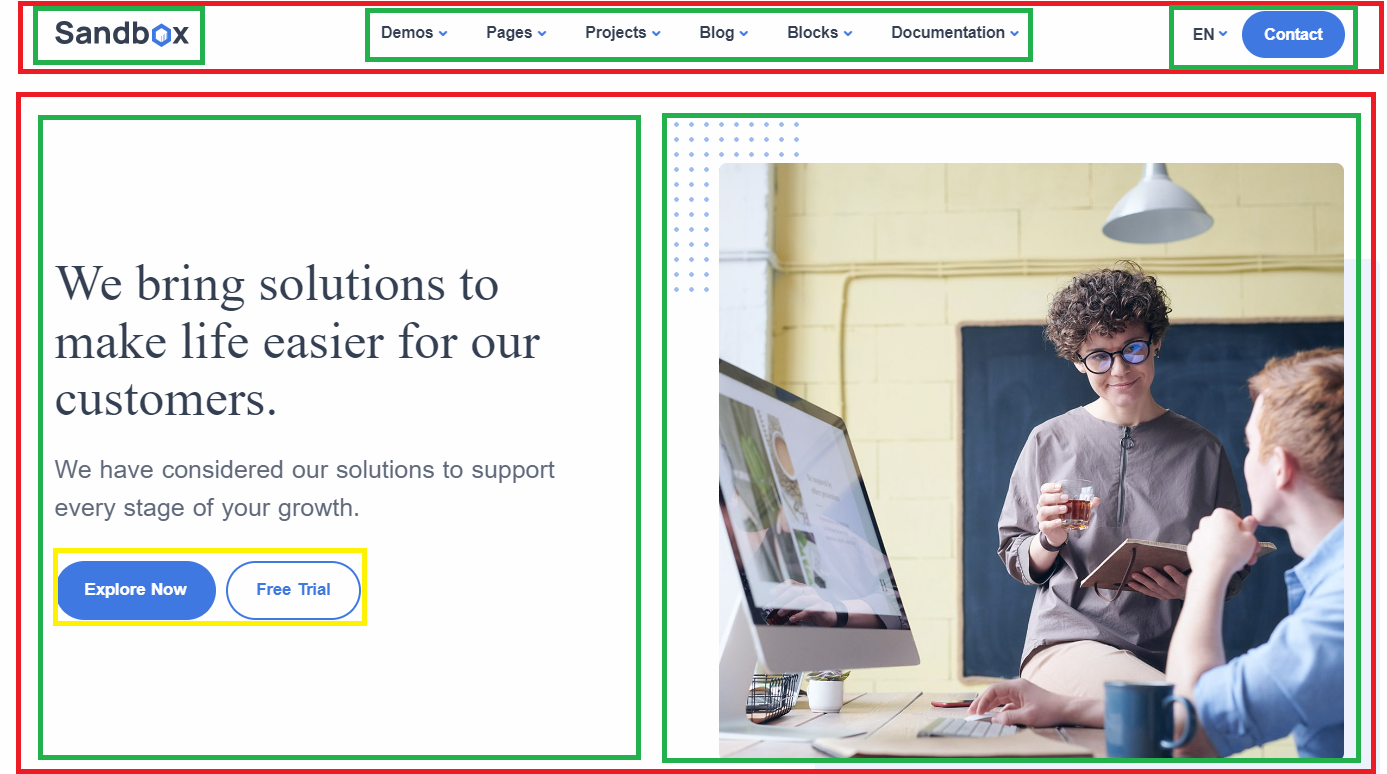 Sandbox
Demos Pages Projects Blog Blocks Documentation
EN Contact
We bring solutions to
make life easier for our
customers.
We have considered our solutions to support
every stage of your growth.
Explore Now Free Trial